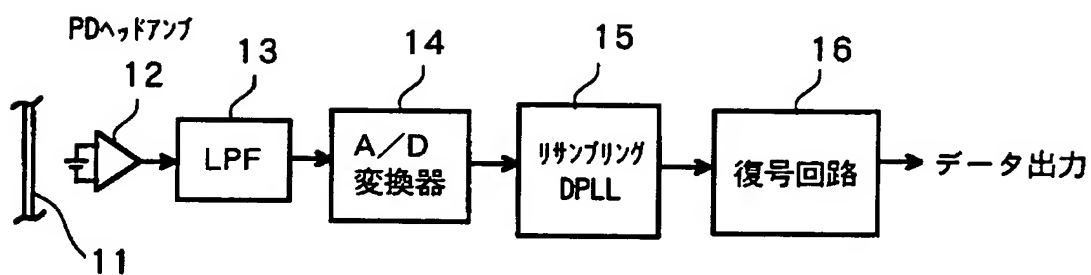 PDヘッドアンプ
12
13
14
15
16
LPF
A/D
変換器
リサンプリング
DPLL
復号回路
データ出力
11